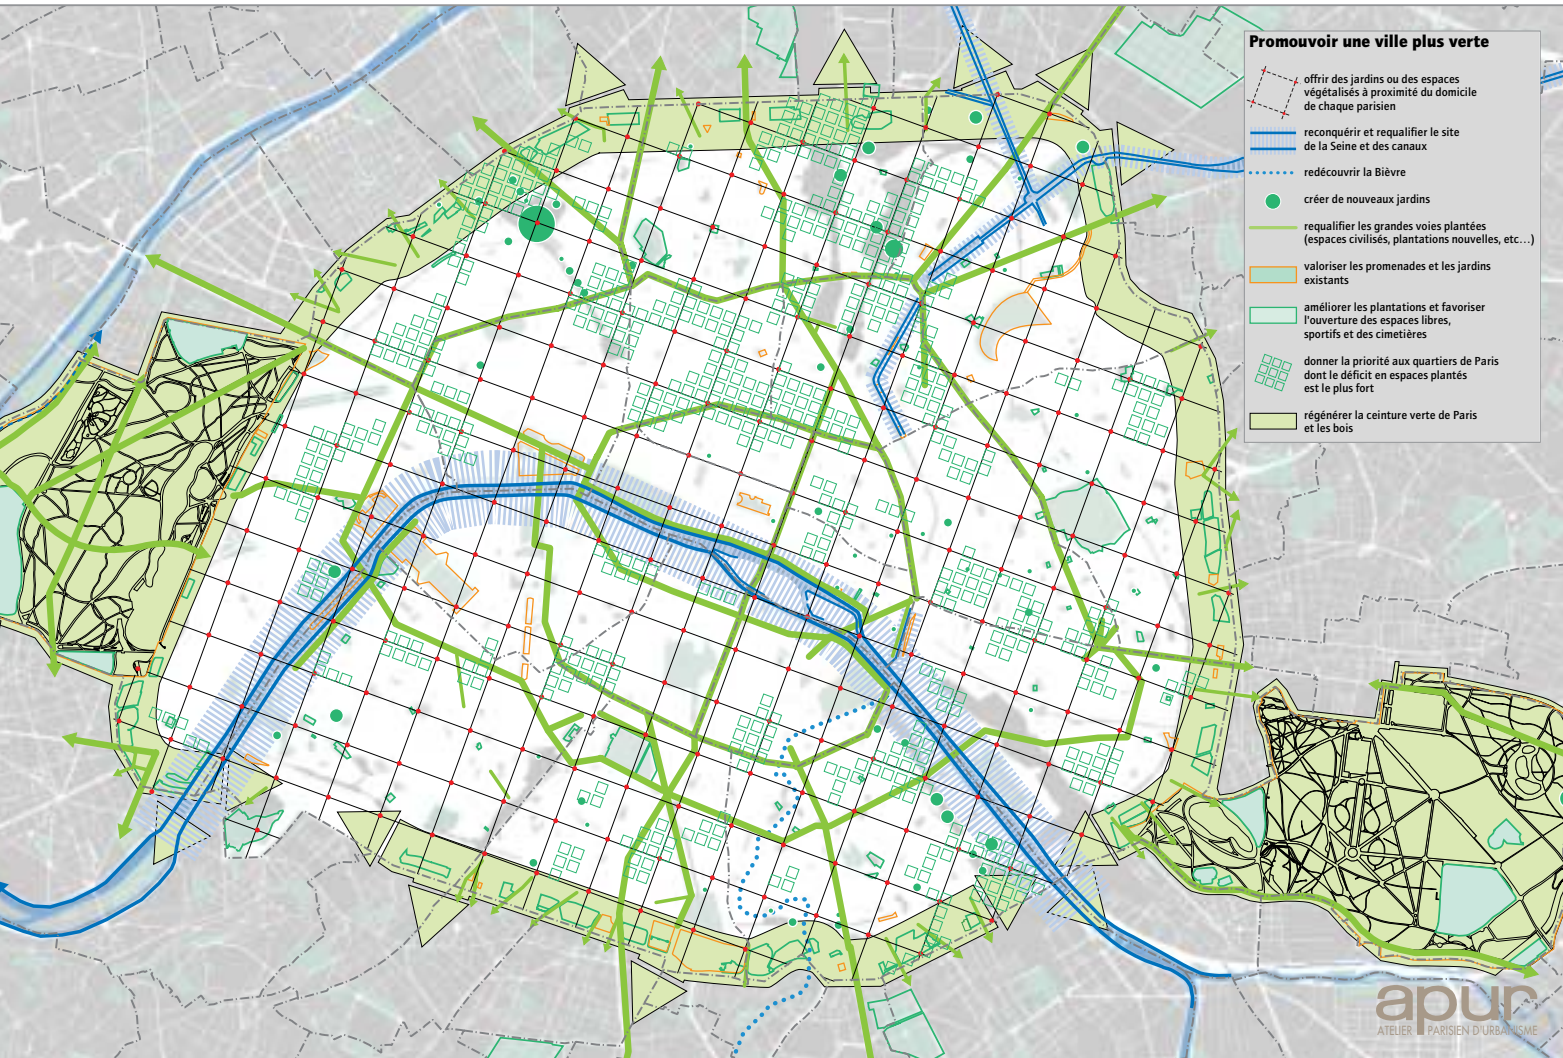 Promouvoir une ville plus verte
offrir des jardins ou des espaces
végétalisés à proximité du domicile
de chaque parisien
reconquérir et requalifier le site
de la Seine et des canaux
redécouvrir la Bièvre
créer de nouveaux jardins
requalifier les grandes voies plantées
(espaces civilisés, plantations nouvelles, etc...)
valoriser les promenades et les jardins
existants
améliorer les plantations et favoriser
l'ouverture des espaces libres,
sportifs et des cimetières
donner la priorité aux quartiers de Paris
dont le déficit en espaces plantés
est le plus fort
régénérer la ceinture verte de Paris
et les bois
apur
ATELIER PARISIEN D'URBANISME